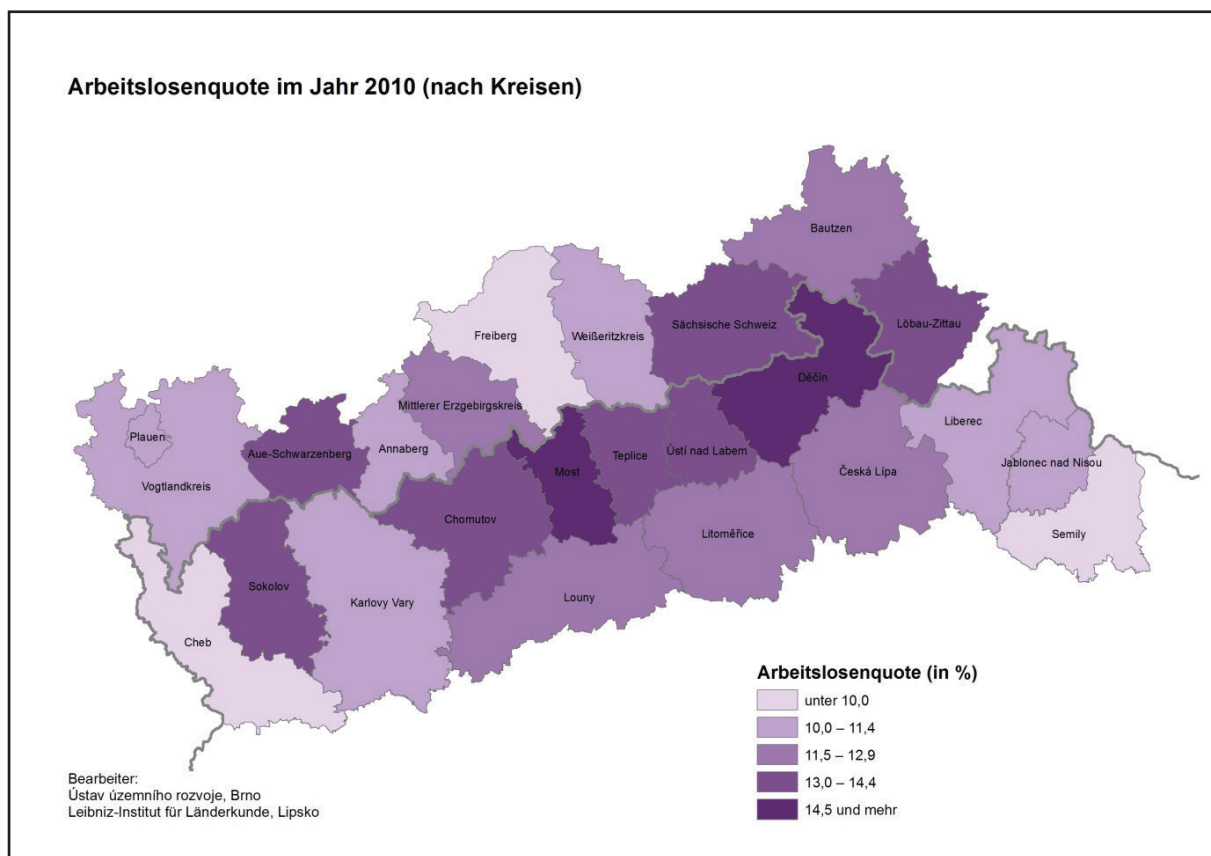 Arbeitslosenquote im Jahr 2010 (nach Kreisen)
Bautzen
Löbau-Zittau
Sächsische Schweiz
Weißeritzkreis
Freiberg
Děčín
Mittlerer Erzgebirgskreis
Liberec
Plauen
Annaberg
Aue-Schwarzenberg
Teplice
Ústí nad Labem
Most
Česká Lípa
Jablonec nad Nisou
Vogtlandkreis
Chomutov
Litoměřice
Semily
Sokolov
Karlovy Vary
Louny
Cheb
Arbeitslosenquote (in %)
unter 10,0
10,0 – 11,4
11,5 – 12,9
13,0 – 14,4
14,5 und mehr
Bearbeiter:
Ústav územního rozvoje, Brno
Leibniz-Institut für Länderkunde, Lipsko